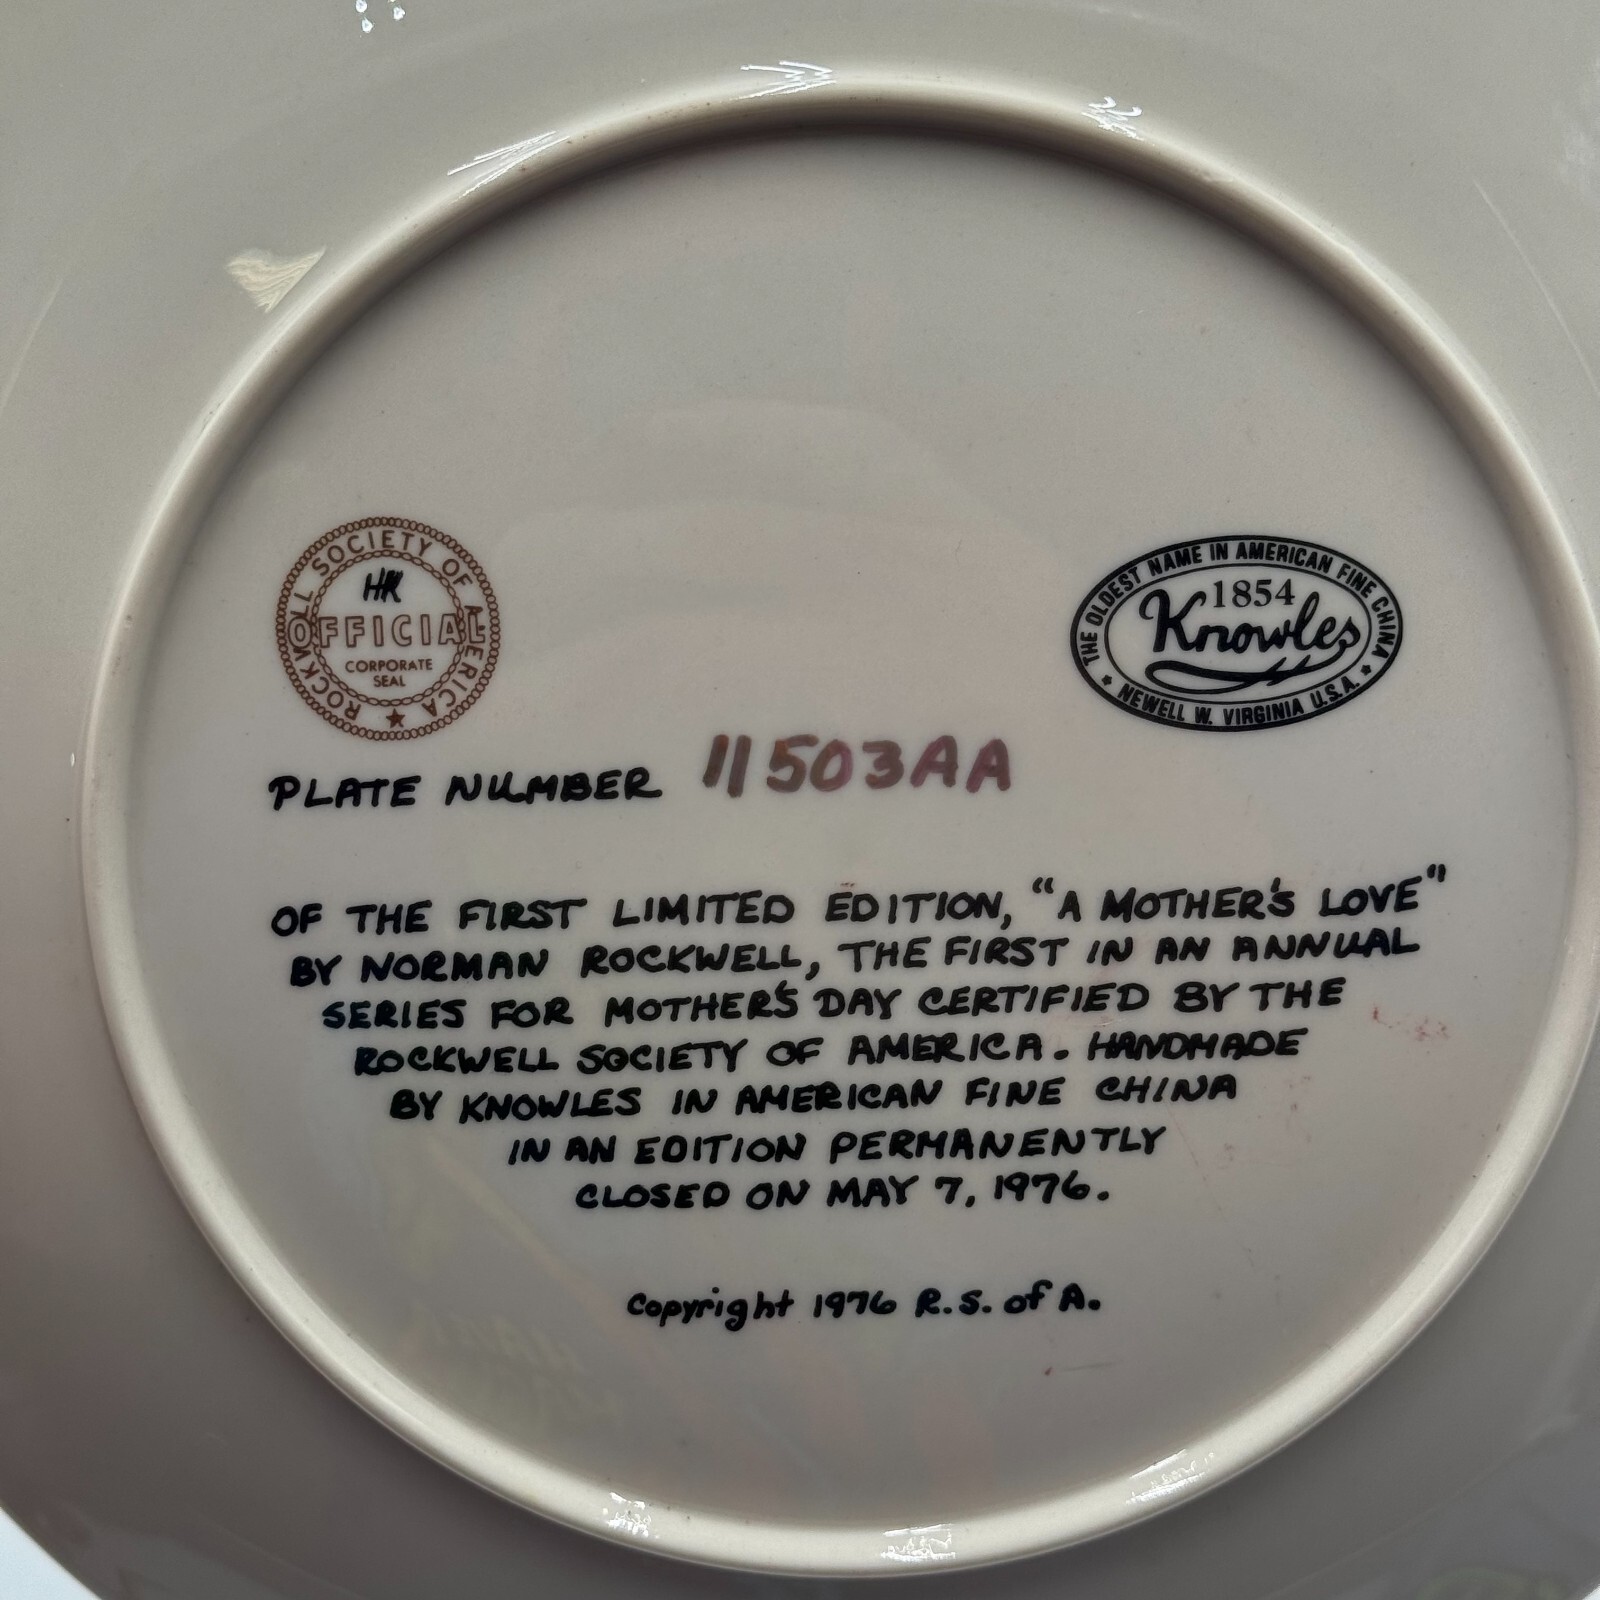 ROCKWELL SOCIETY OF AMERICA ★
HR
OFFICIAL
CORPORATE
SEAL
THE OLDEST NAME IN AMERICAN FINE CHINA
1854
Knowles
★ NEWELL W. VIRGINIA U.S.A. ★
PLATE NUMBER 11503AA
OF THE FIRST LIMITED EDITION, "A MOTHER'S LOVE"
BY NORMAN ROCKWELL, THE FIRST IN AN ANNUAL
SERIES FOR MOTHER'S DAY CERTIFIED BY THE
ROCKWELL SOCIETY OF AMERICA. HANDMADE
BY KNOWLES IN AMERICAN FINE CHINA
IN AN EDITION PERMANENTLY
CLOSED ON MAY 7, 1976.
Copyright 1976 R.S. of A.